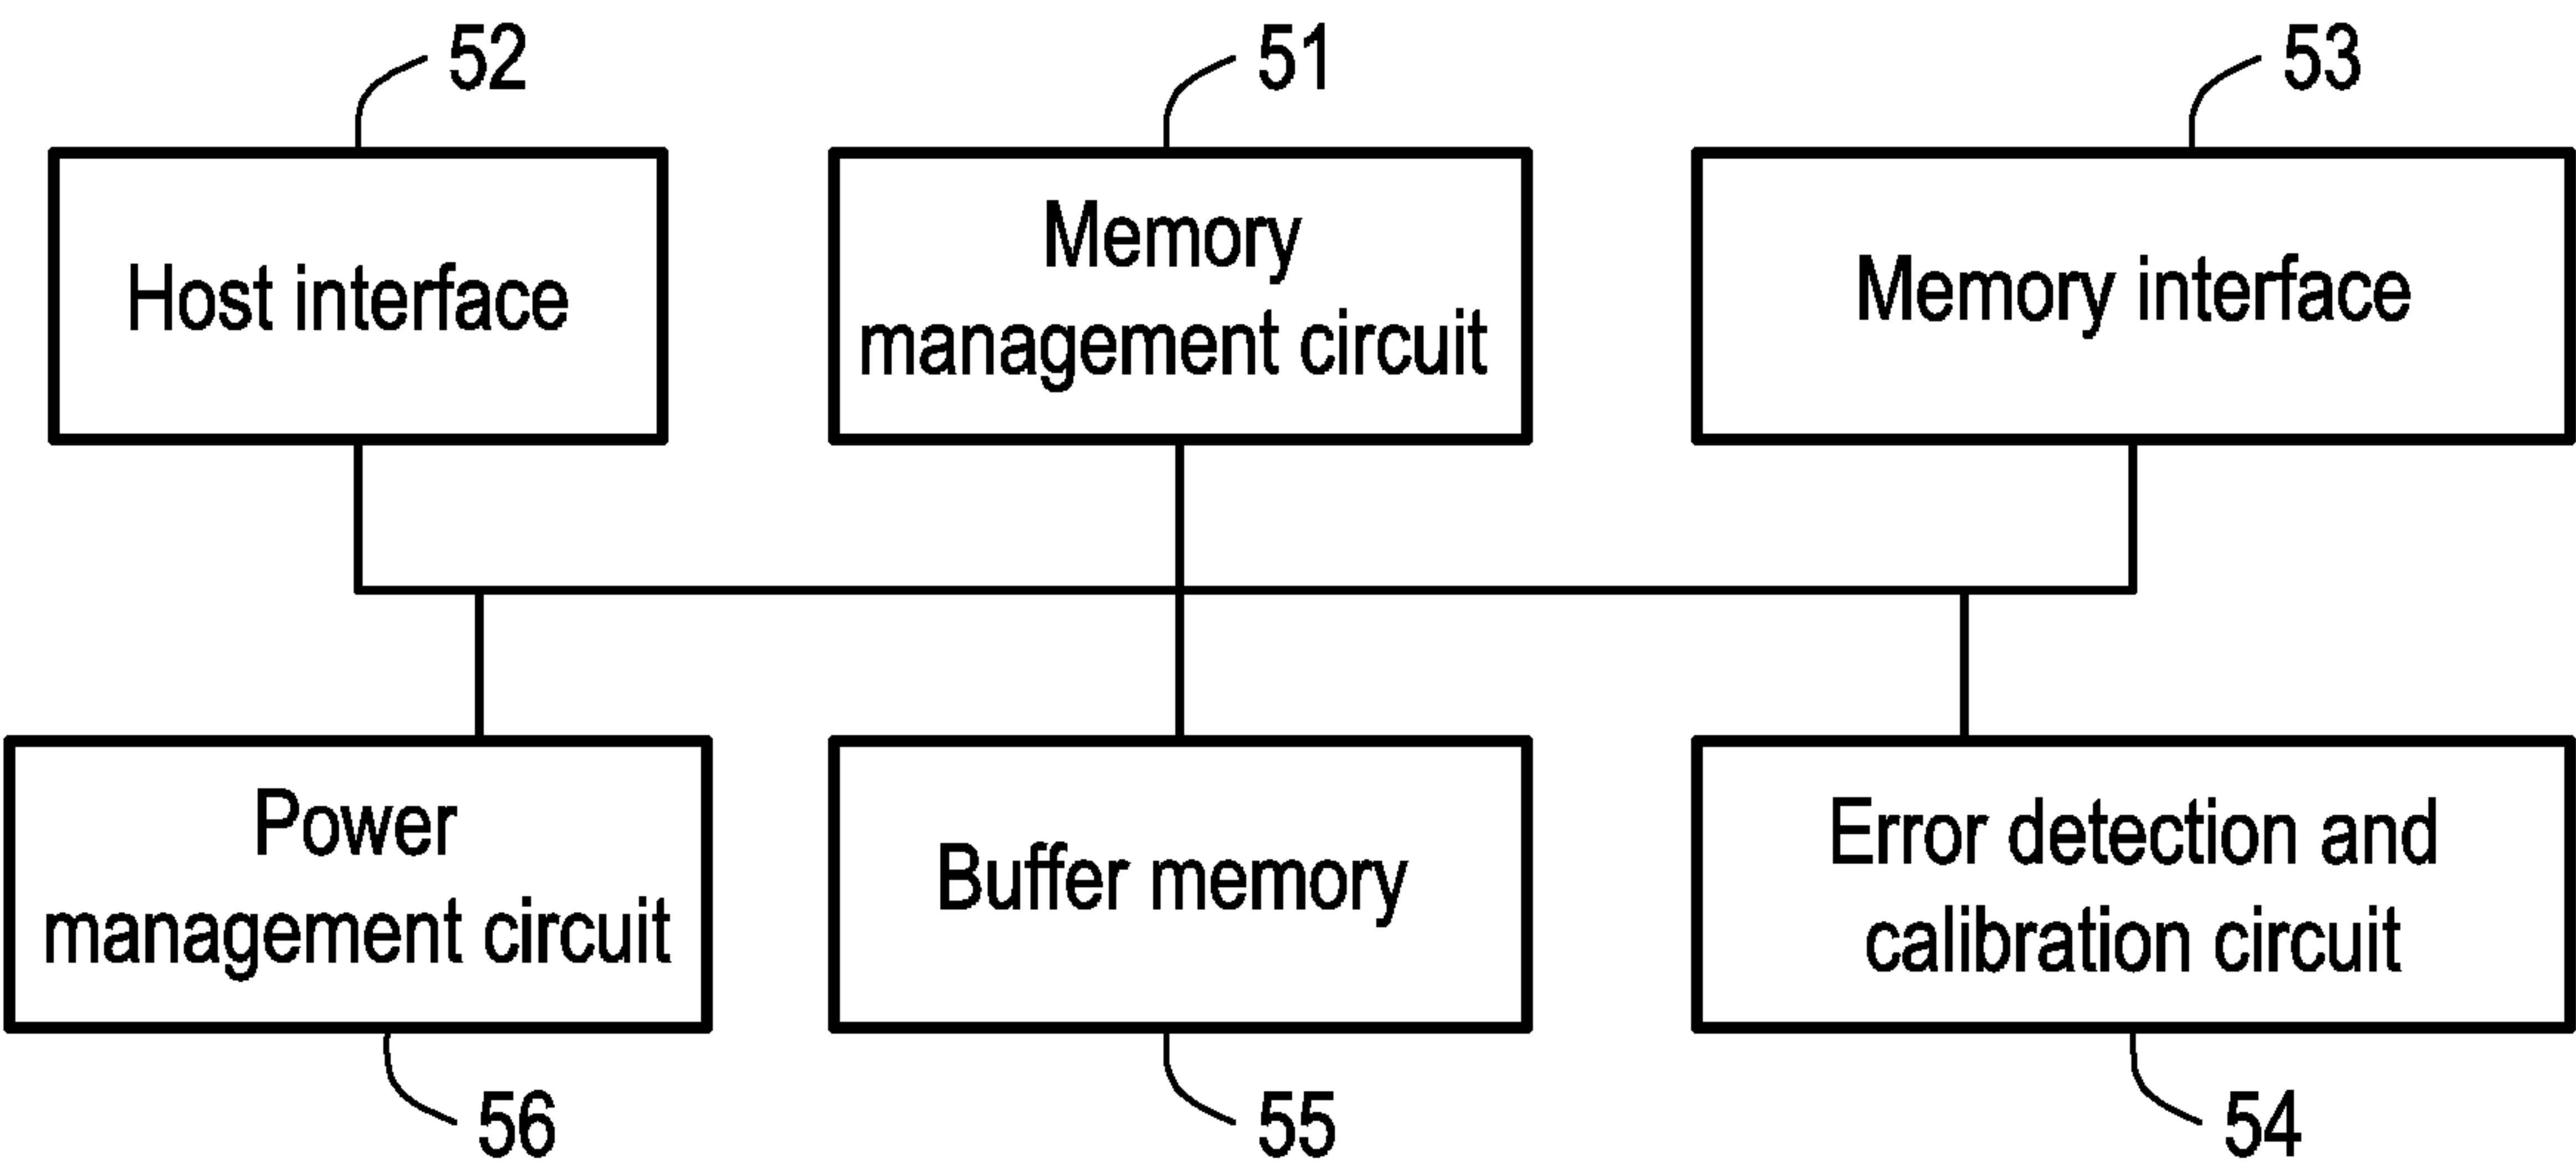 52
51
53
Host interface
Memory
management circuit
Memory interface
Power
management circuit
Buffer memory
Error detection and
calibration circuit
56
55
54